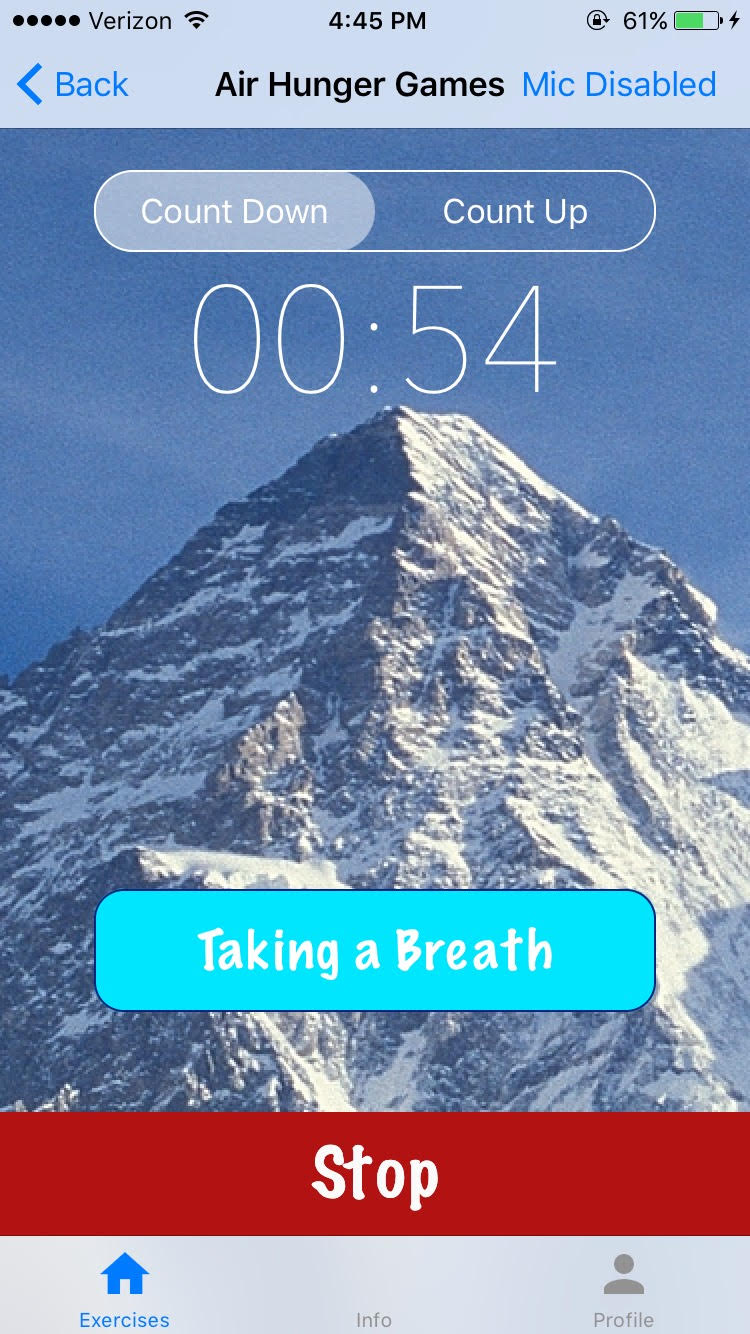 Verizon 4:45 PM 61%
Back Air Hunger Games Mic Disabled
Count Down Count Up
00:54
Taking a Breath
Stop
Exercises Info Profile